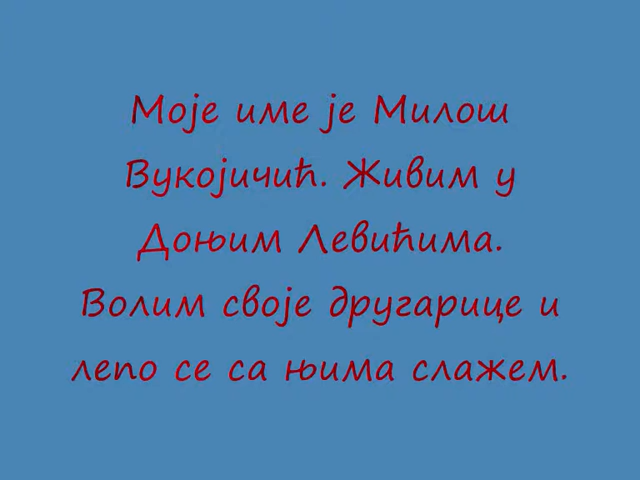 Моје име је Милош
Вукојичић. Живим у
Доњим Левићима.
Волим своје другарице и
лепо се са њима слажем.